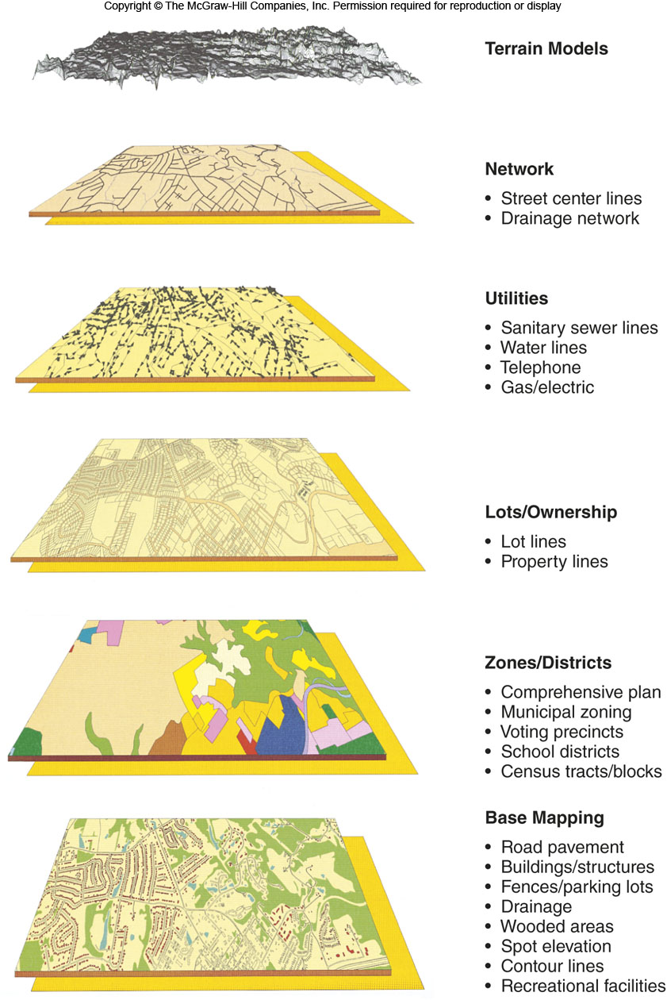 Copyright © The McGraw-Hill Companies, Inc. Permission required for reproduction or display
Terrain Models
Network
• Street center lines
• Drainage network
Utilities
• Sanitary sewer lines
• Water lines
• Telephone
• Gas/electric
Lots/Ownership
• Lot lines
• Property lines
Zones/Districts
• Comprehensive plan
• Municipal zoning
• Voting precincts
• School districts
• Census tracts/blocks
Base Mapping
• Road pavement
• Buildings/structures
• Fences/parking lots
• Drainage
• Wooded areas
• Spot elevation
• Contour lines
• Recreational facilities